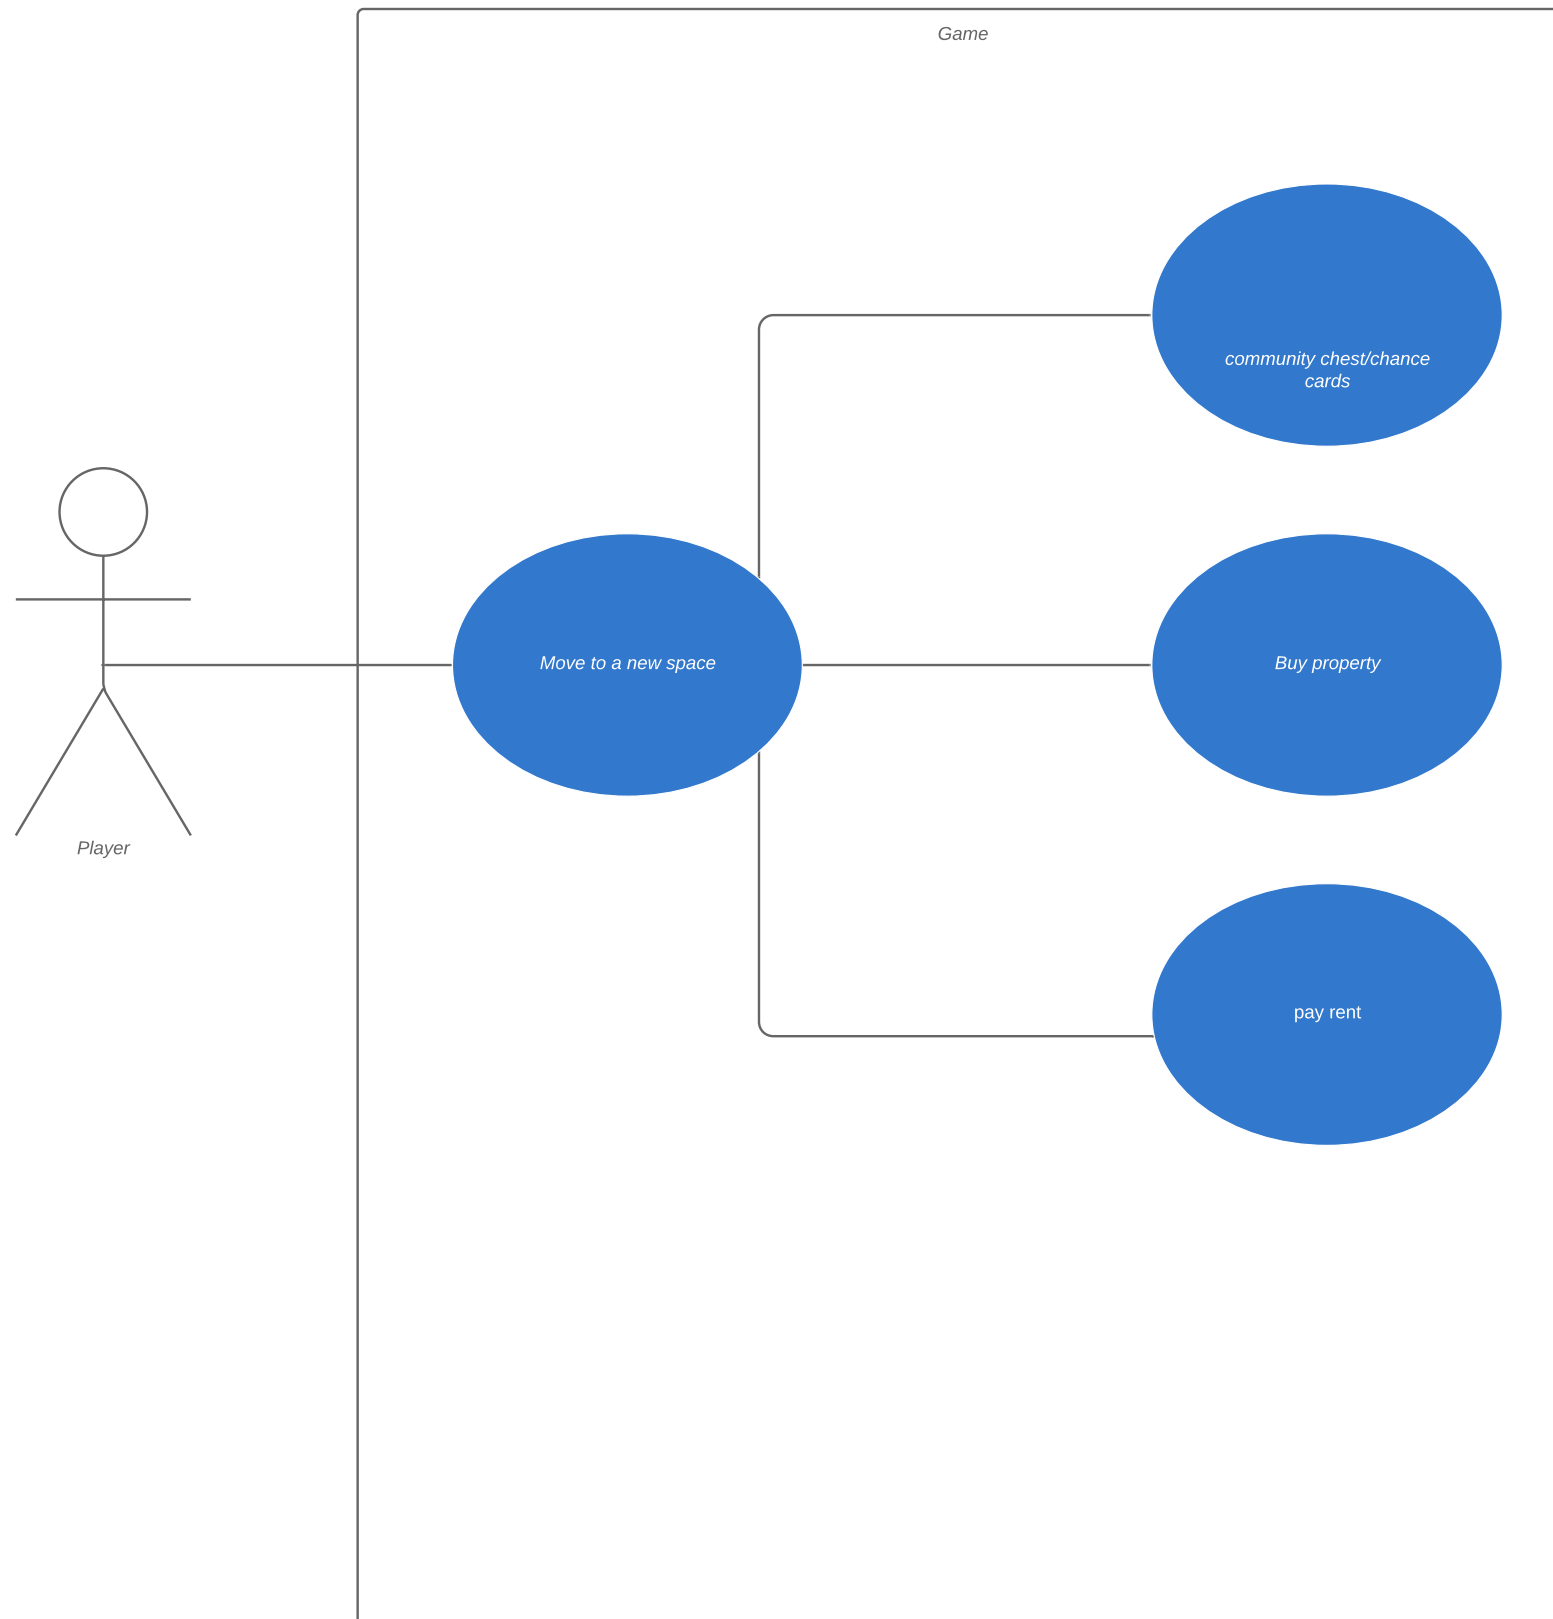 Game
community chest/chance
cards
Move to a new space
Buy property
Player
pay rent